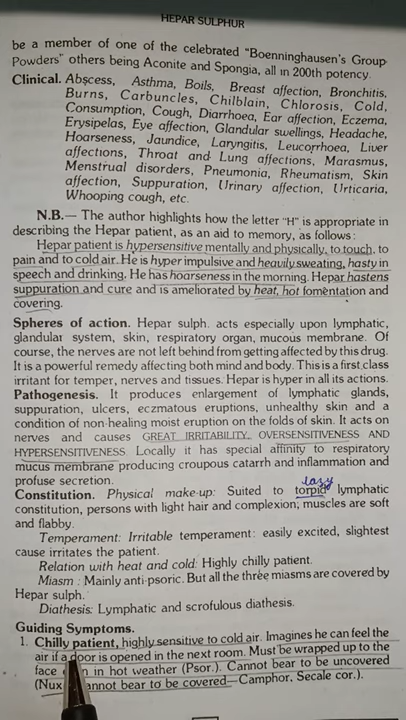 HEPAR SULPHUR
be a member of one of the celebrated "Boenninghausen's Group
Powders" others being Aconite and Spongia, all in 200th potency.
Clinical. Abscess, Asthma, Boils, Breast affection, Bronchitis,
Burns, Carbuncles, Chilblain, Chlorosis, Cold,
Consumption, Cough, Diarrhoea, Ear affection, Eczema,
Erysipelas, Eye affection, Glandular swellings, Headache,
Hoarseness, Jaundice, Laryngitis, Leucorrhoea, Liver
affections, Throat and Lung affections, Marasmus,
Menstrual disorders, Pneumonia, Rheumatism, Skin
affection, Suppuration, Urinary affection, Urticaria,
Whooping cough, etc.
N.B.— The author highlights how the letter "H" is appropriate in
describing the Hepar patient, as an aid to memory, as follows :
Hepar patient is hypersensitive mentally and physically, to touch, to
pain and to cold air. He is hyper impulsive and heavily sweating, hasty in
speech and drinking. He has hoarseness in the morning. Hepar hastens
suppuration and cure and is ameliorated by heat, hot fomentation and
covering.
Spheres of action. Hepar sulph. acts especially upon lymphatic,
glandular system, skin, respiratory organ, mucous membrane. Of
course, the nerves are not left behind from getting affected by this drug.
It is a powerful remedy affecting both mind and body. This is a first class
irritant for temper, nerves and tissues. Hepar is hyper in all its actions.
Pathogenesis. It produces enlargement of lymphatic glands,
suppuration, ulcers, eczmatous eruptions, unhealthy skin and a
condition of non-healing moist eruption on the folds of skin. It acts on
nerves and causes GREAT IRRITABILITY, OVERSENSITIVENESS AND
HYPERSENSITIVENESS. Locally it has special affinity to respiratory
mucus membrane producing croupous catarrh and inflammation and
profuse secretion.
lazy
Constitution. Physical make-up: Suited to torpid lymphatic
constitution, persons with light hair and complexion; muscles are soft
and flabby.
Temperament: Irritable temperament: easily excited, slightest
cause irritates the patient.
Relation with heat and cold: Highly chilly patient.
Miasm : Mainly anti-psoric. But all the three miasms are covered by
Hepar sulph.
Diathesis: Lymphatic and scrofulous diathesis.
Guiding Symptoms.
1. Chilly patient, highly sensitive to cold air. Imagines he can feel the
air if a door is opened in the next room. Must be wrapped up to the
face in hot weather (Psor.). Cannot bear to be uncovered
(Nux annot bear to be covered—Camphor, Secale cor.).